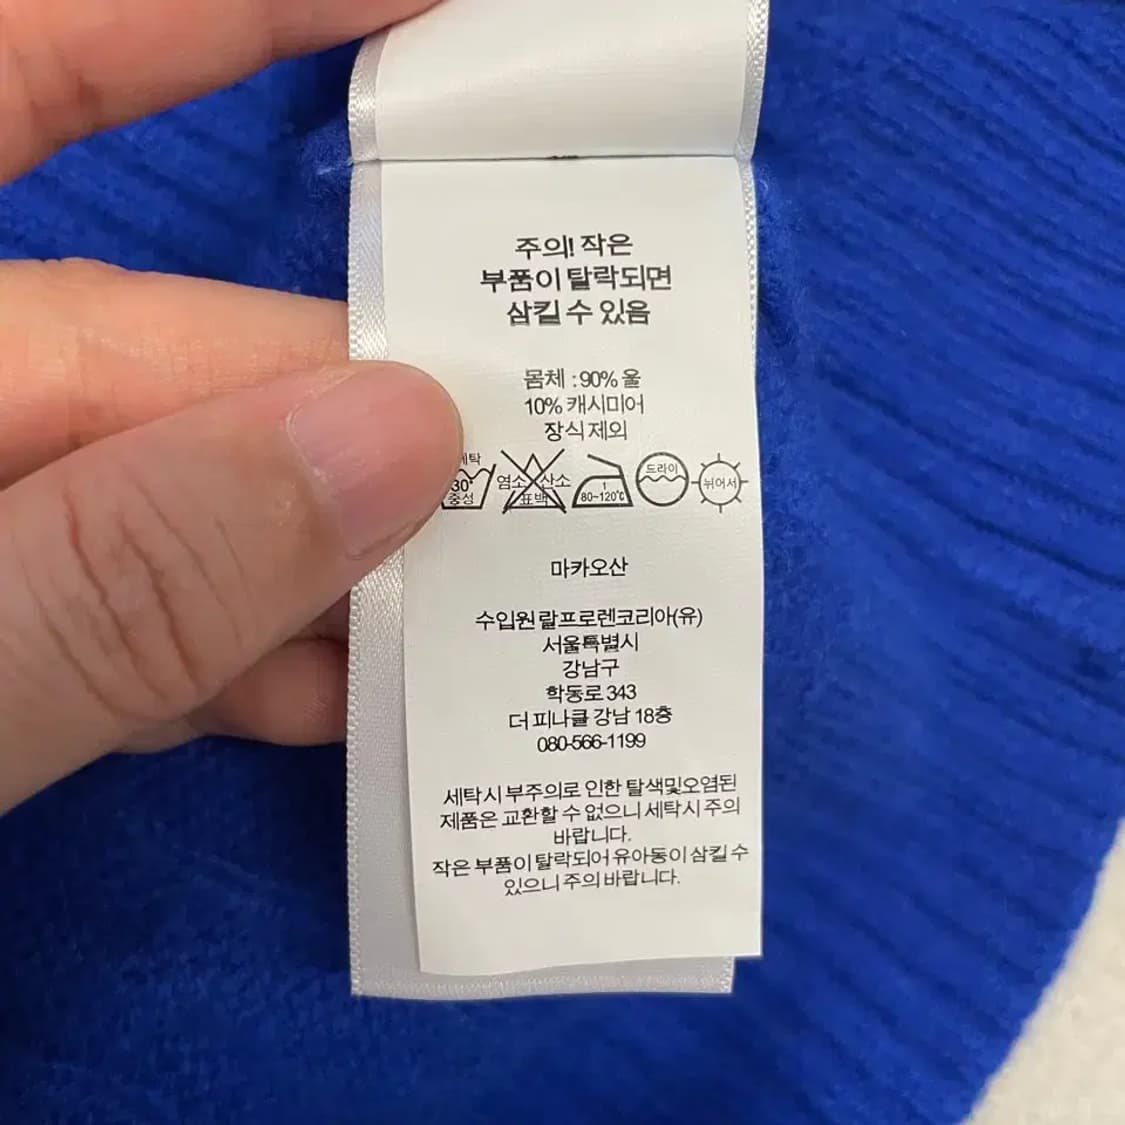 주의! 작은
부품이 탈락되면
삼킬 수 있음
몸체 : 90% 울
10% 캐시미어
장식 제외
30°
중성
염소 산소
표백
1
80~120℃
드라이
뉘어서
마카오산
수입원 랄프로렌코리아(유)
서울특별시
강남구
학동로 343
더 피나클 강남 18층
080-566-1199
세탁시 부주의로 인한 탈색및오염된
제품은 교환할 수 없으니 세탁시 주의
바랍니다.
작은 부품이 탈락되어 유아동이 삼킬 수
있으니 주의 바랍니다.